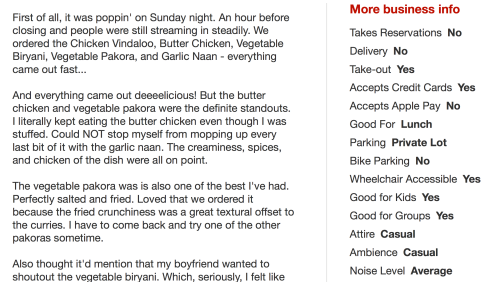 First of all, it was poppin' on Sunday night. An hour before
closing and people were still streaming in steadily. We
ordered the Chicken Vindaloo, Butter Chicken, Vegetable
Biryani, Vegetable Pakora, and Garlic Naan - everything
came out fast...
And everything came out deeeelicious! But the butter
chicken and vegetable pakora were the definite standouts.
I literally kept eating the butter chicken even though I was
stuffed. Could NOT stop myself from mopping up every
last bit of it with the garlic naan. The creaminess, spices,
and chicken of the dish were all on point.
The vegetable pakora was is also one of the best I've had.
Perfectly salted and fried. Loved that we ordered it
because the fried crunchiness was a great textural offset to
the curries. I have to come back and try one of the other
pakoras sometime.
Also thought it'd mention that my boyfriend wanted to
shoutout the vegetable biryani. Which, seriously, I felt like
More business info
Takes Reservations No
Delivery No
Take-out Yes
Accepts Credit Cards Yes
Accepts Apple Pay No
Good For Lunch
Parking Private Lot
Bike Parking No
Wheelchair Accessible Yes
Good for Kids Yes
Good for Groups Yes
Attire Casual
Ambience Casual
Noise Level Average